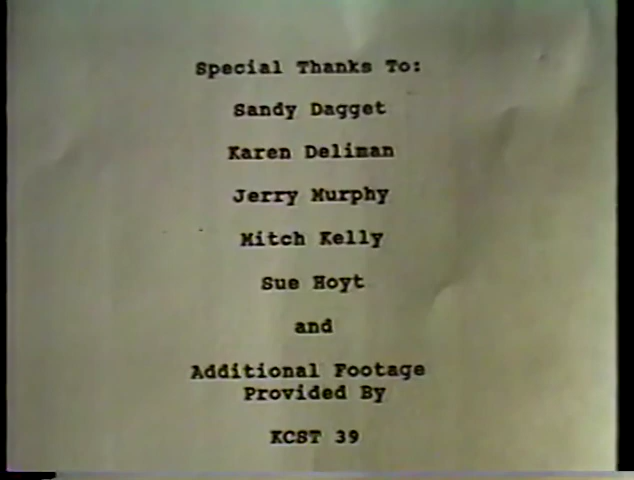 Special Thanks To:
Sandy Dagget
Karen Deliman
Jerry Murphy
Mitch Kelly
Sue Hoyt
and
Additional Footage
Provided By
KCST 39